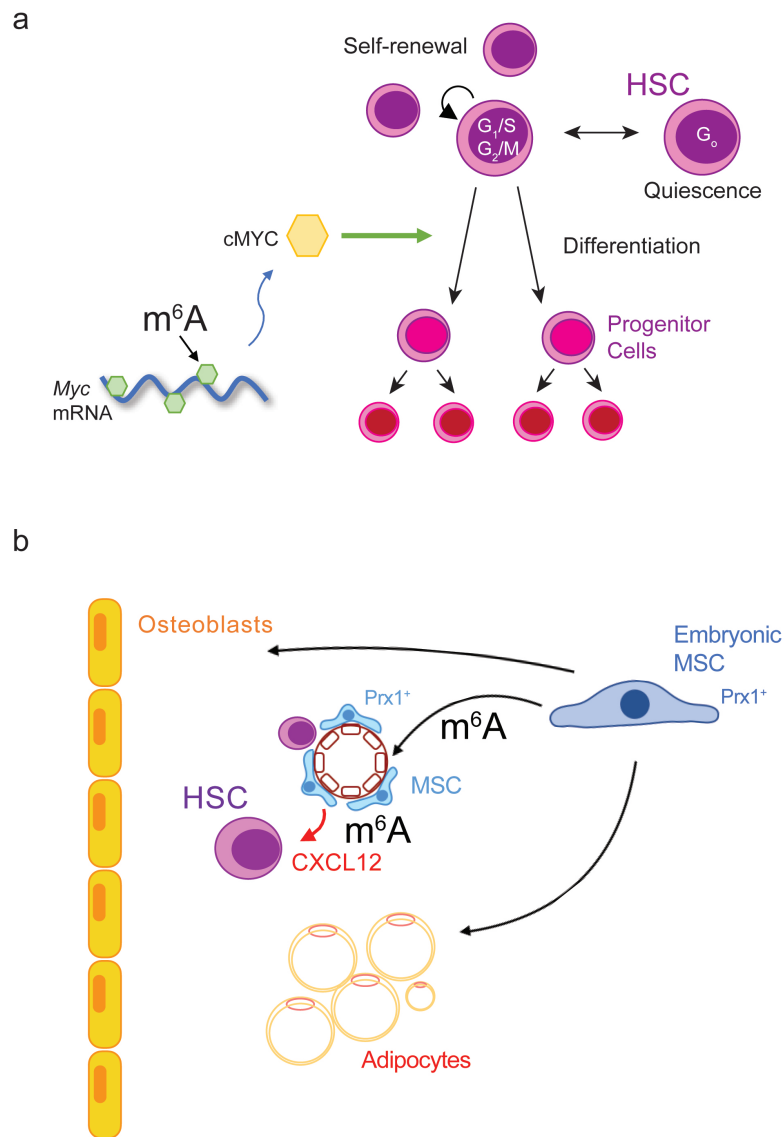 a
Self-renewal
HSC
G₁/S
G₂/M
Gₒ
Quiescence
cMYC
Differentiation
m⁶A
Progenitor
Cells
Myc
mRNA
b
Osteoblasts
Embryonic
MSC
Prx1⁺
Prx1⁺
m⁶A
HSC
MSC
m⁶A
CXCL12
Adipocytes